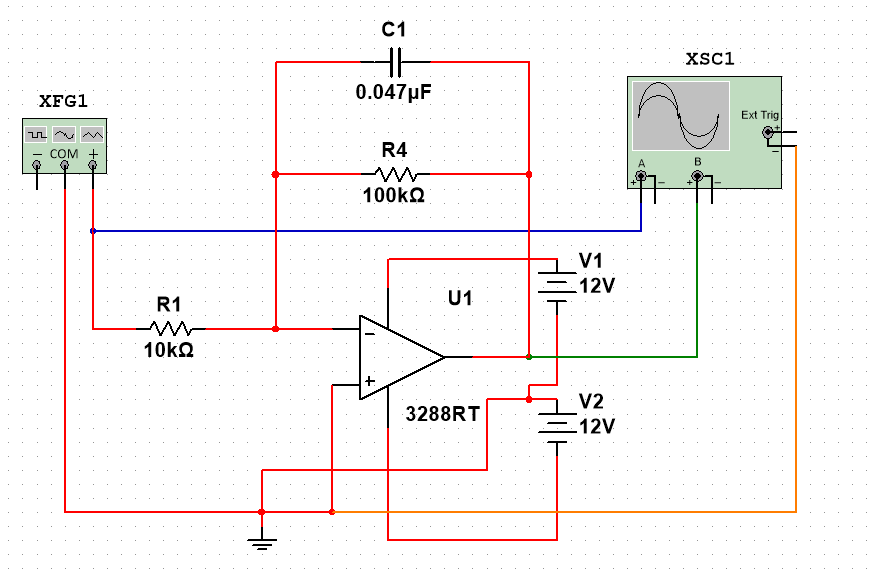 C1
0.047µF
XFG1
COM
R4
100kΩ
XSC1
Ext Trig
A
B
V1
12V
U1
R1
10kΩ
3288RT
V2
12V